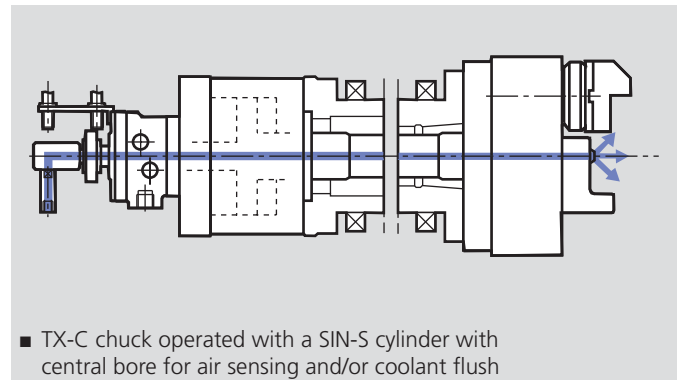 ■ TX-C chuck operated with a SIN-S cylinder with
central bore for air sensing and/or coolant flush